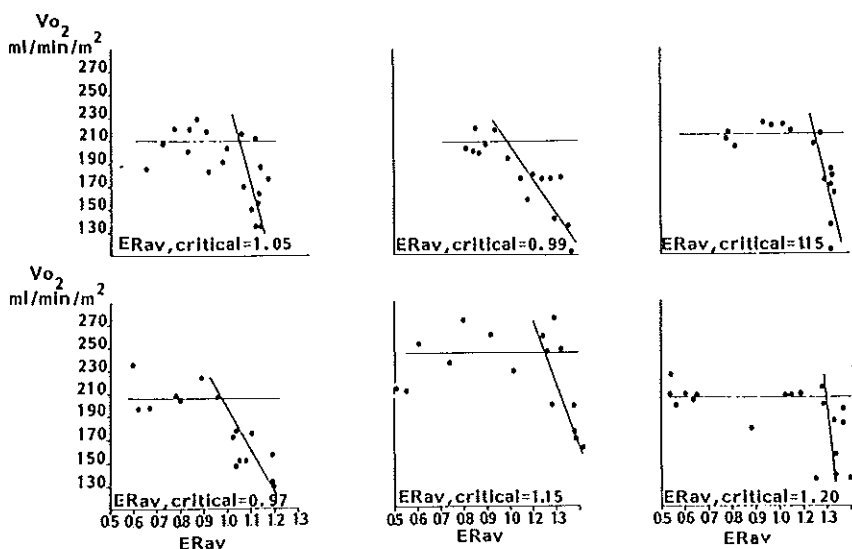 Vo₂
ml/min/m²
270
250
230
210
190
170
150
130
ERav,critical=1.05
ERav,critical=0.99
ERav,critical=115
Vo₂
ml/min/m²
270
250
230
210
190
170
150
130
ERav,critical=0.97
ERav,critical=1.15
ERav,critical=1.20
05 06 07 08 09 10 11 12 13
05 06 07 08 09 10 11 12 13
05 06 07 08 09 10 11 12 13
ERav
ERav
ERav